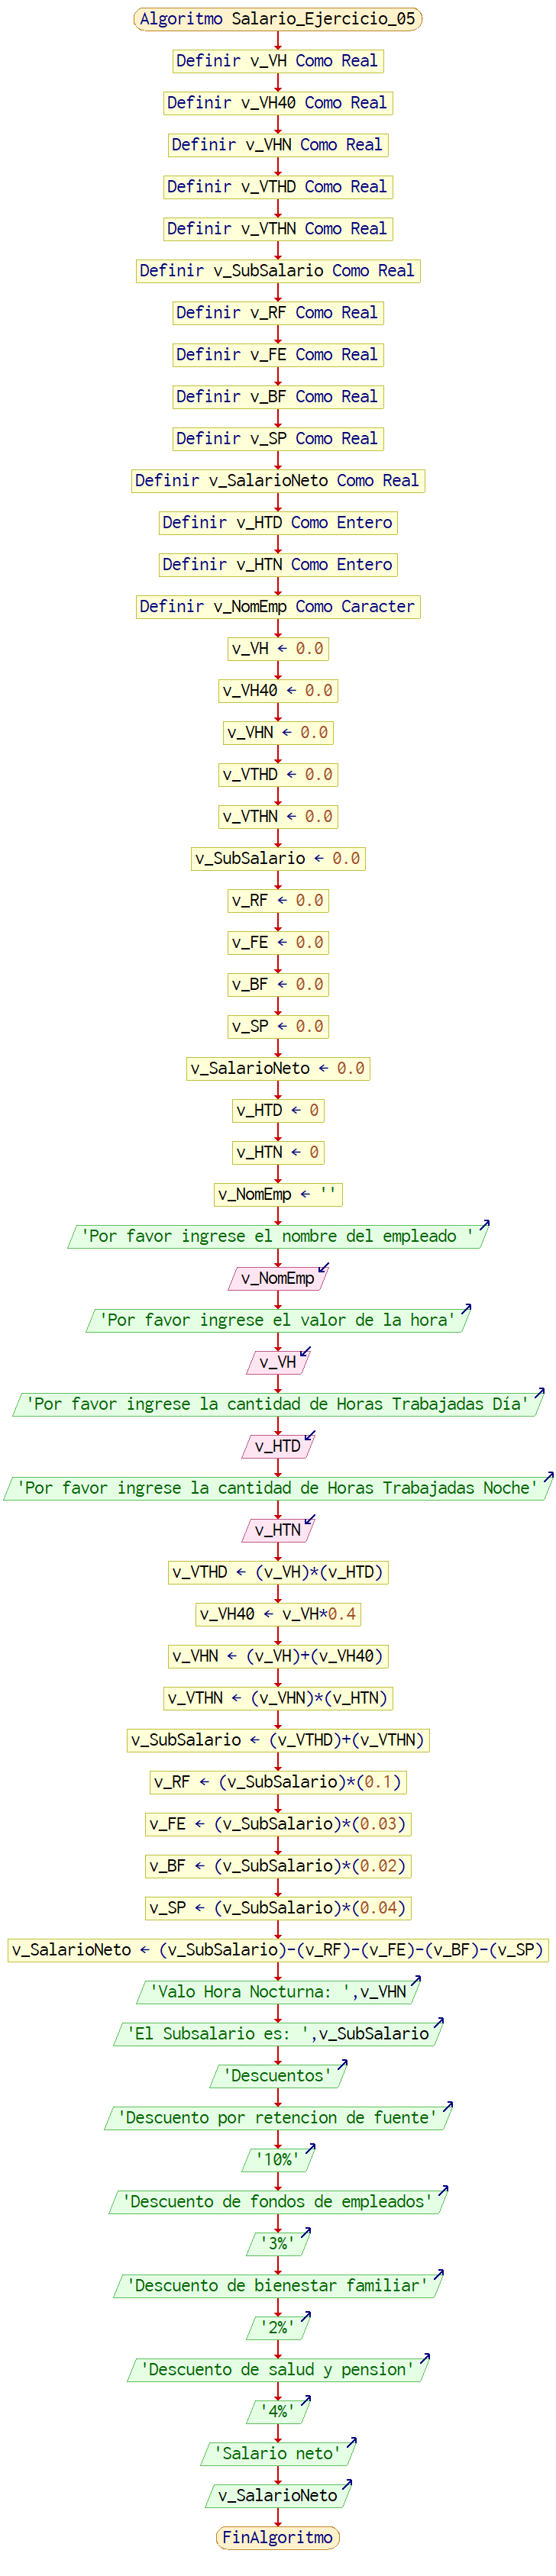 Algoritmo Salario_Ejercicio_05
Definir v_VH Como Real
Definir v_VH40 Como Real
Definir v_VHN Como Real
Definir v_VTHD Como Real
Definir v_VTHN Como Real
Definir v_SubSalario Como Real
Definir v_RF Como Real
Definir v_FE Como Real
Definir v_BF Como Real
Definir v_SP Como Real
Definir v_SalarioNeto Como Real
Definir v_HTD Como Entero
Definir v_HTN Como Entero
Definir v_NomEmp Como Caracter
v_VH ← 0.0
v_VH40 ← 0.0
v_VHN ← 0.0
v_VTHD ← 0.0
v_VTHN ← 0.0
v_SubSalario ← 0.0
v_RF ← 0.0
v_FE ← 0.0
v_BF ← 0.0
v_SP ← 0.0
v_SalarioNeto ← 0.0
v_HTD ← 0
v_HTN ← 0
v_NomEmp ← ''
'Por favor ingrese el nombre del empleado '
v_NomEmp
'Por favor ingrese el valor de la hora'
v_VH
'Por favor ingrese la cantidad de Horas Trabajadas Día'
v_HTD
'Por favor ingrese la cantidad de Horas Trabajadas Noche'
v_HTN
v_VTHD ← (v_VH)*(v_HTD)
v_VH40 ← v_VH*0.4
v_VHN ← (v_VH)+(v_VH40)
v_VTHN ← (v_VHN)*(v_HTN)
v_SubSalario ← (v_VTHD)+(v_VTHN)
v_RF ← (v_SubSalario)*(0.1)
v_FE ← (v_SubSalario)*(0.03)
v_BF ← (v_SubSalario)*(0.02)
v_SP ← (v_SubSalario)*(0.04)
v_SalarioNeto ← (v_SubSalario)-(v_RF)-(v_FE)-(v_BF)-(v_SP)
'Valo Hora Nocturna: ',v_VHN
'El Subsalario es: ',v_SubSalario
'Descuentos'
'Descuento por retencion de fuente'
'10%'
'Descuento de fondos de empleados'
'3%'
'Descuento de bienestar familiar'
'2%'
'Descuento de salud y pension'
'4%'
'Salario neto'
v_SalarioNeto
FinAlgoritmo